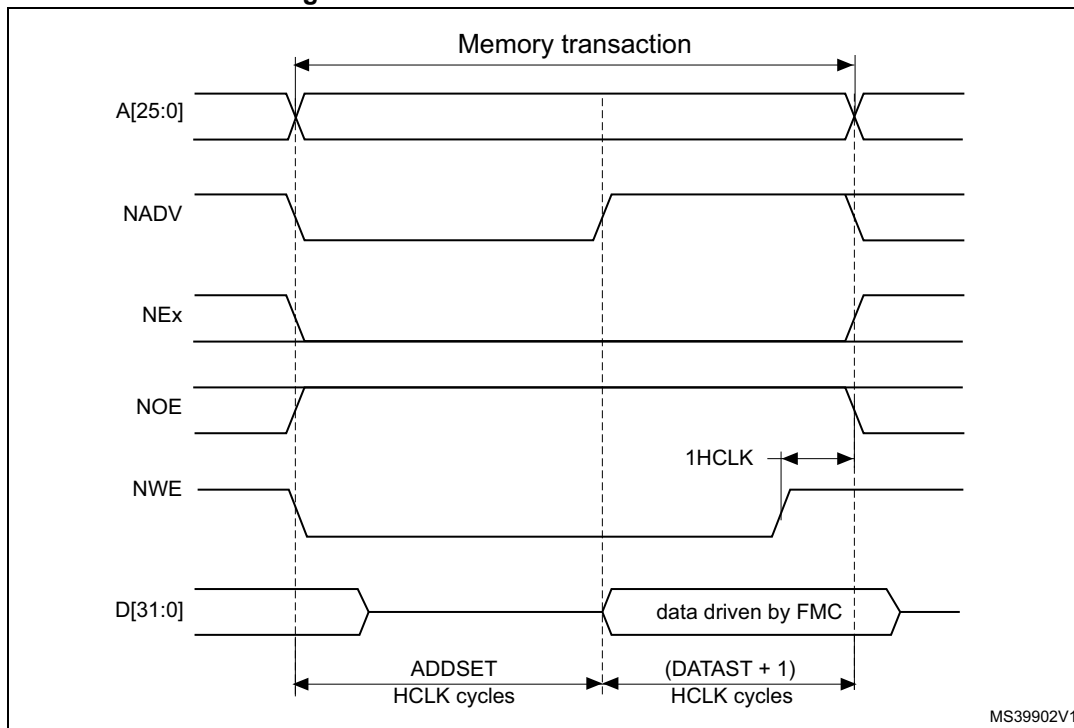 Memory transaction
A[25:0]
NADV
NEx
NOE
1HCLK
NWE
D[31:0]
data driven by FMC
ADDSET
HCLK cycles
(DATAST + 1)
HCLK cycles
MS39902V1